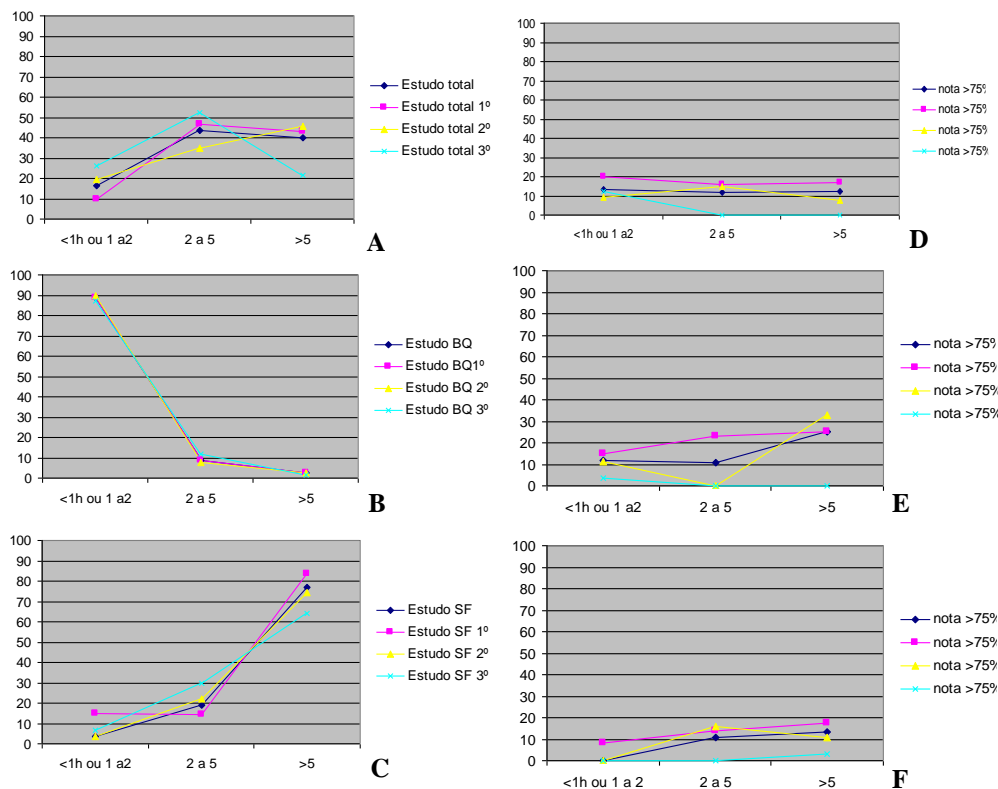 100
90
80
70
60
50
40
30
20
10
0
<1h ou 1 a2 2 a 5 >5
Estudo total
Estudo total 1º
Estudo total 2º
Estudo total 3º
A
100
90
80
70
60
50
40
30
20
10
0
<1h ou 1 a2 2 a 5 >5
Estudo BQ
Estudo BQ1º
Estudo BQ 2º
Estudo BQ 3º
B
100
90
80
70
60
50
40
30
20
10
0
<1h ou 1 a2 2 a 5 >5
Estudo SF
Estudo SF 1º
Estudo SF 2º
Estudo SF 3º
C
100
90
80
70
60
50
40
30
20
10
0
<1h ou 1 a2 2 a 5 >5
nota >75%
nota >75%
nota >75%
nota >75%
D
100
90
80
70
60
50
40
30
20
10
0
<1h ou 1 a2 2 a 5 >5
nota >75%
nota >75%
nota >75%
nota >75%
E
100
90
80
70
60
50
40
30
20
10
0
<1h ou 1 a 2 2 a 5 >5
nota >75%
nota >75%
nota >75%
nota >75%
F